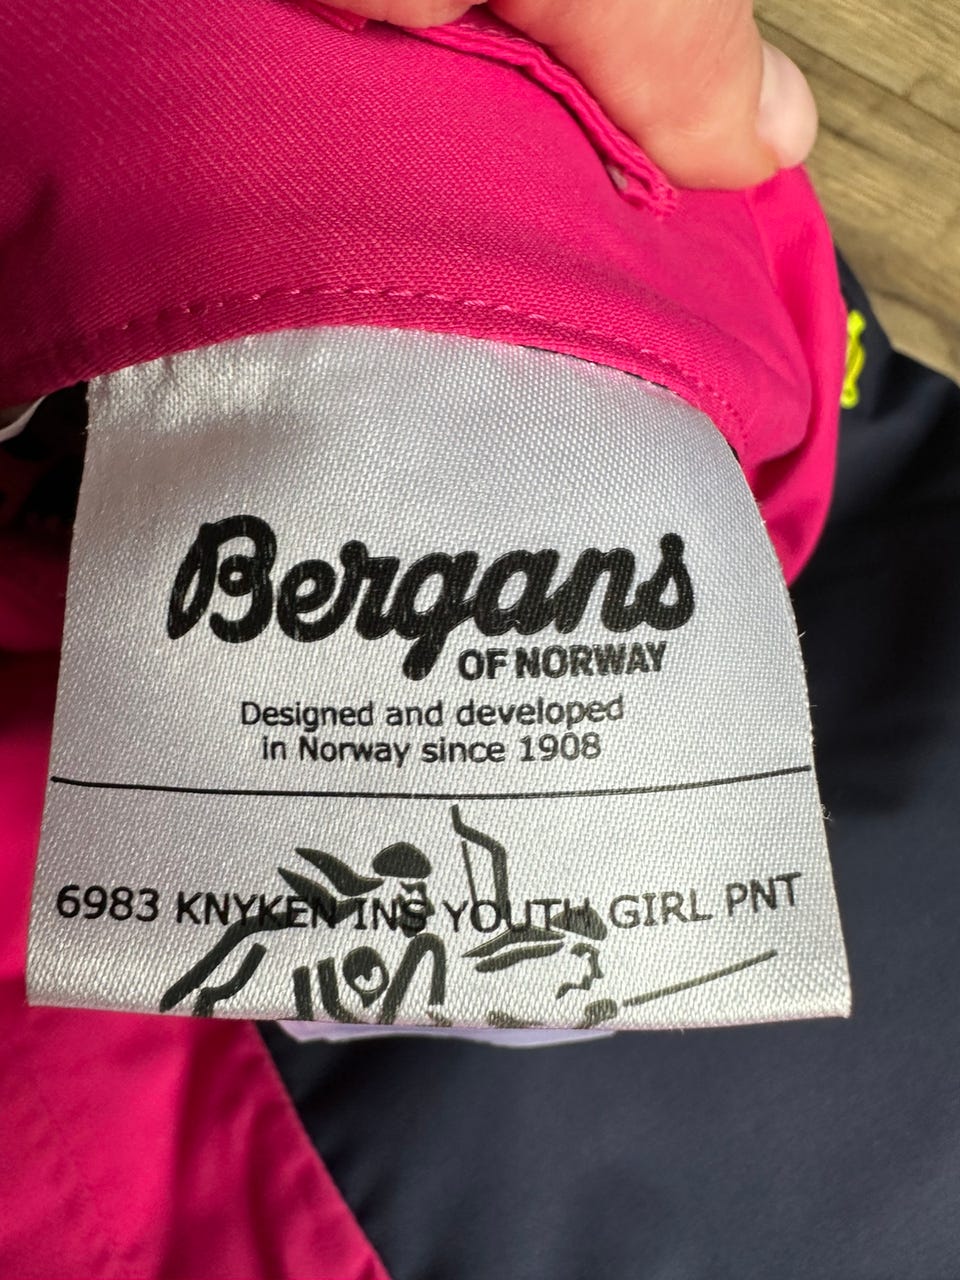 Bergans
OF NORWAY
Designed and developed
in Norway since 1908
6983 KNYKEN INS YOUTH GIRL PNT